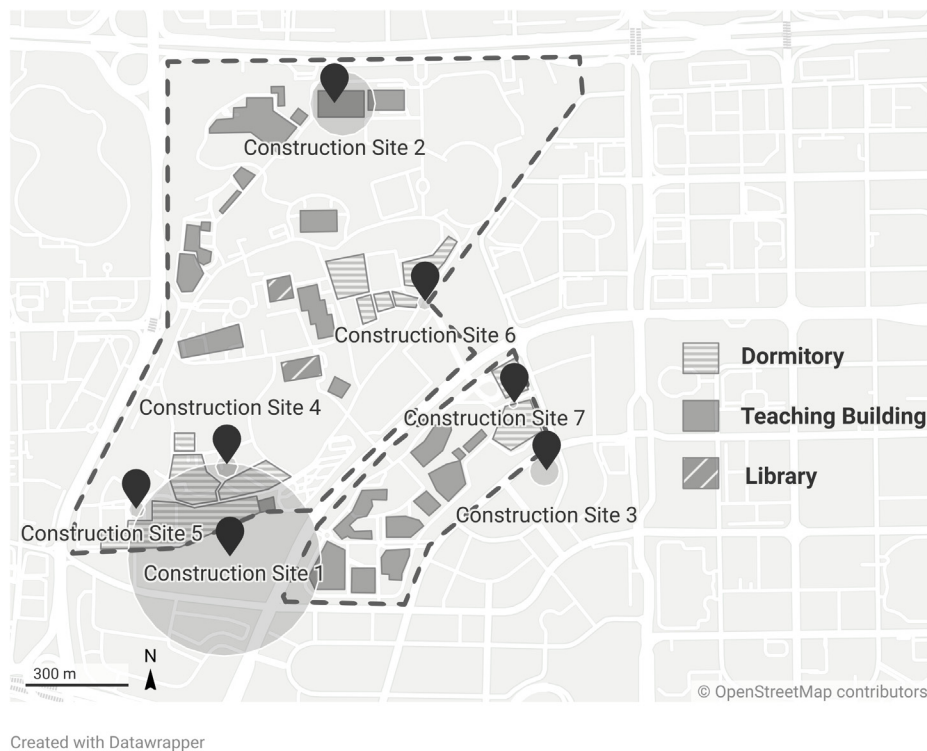 Construction Site 2
Construction Site 6
Dormitory
Construction Site 4
Construction Site 7
Teaching Building
Library
Construction Site 3
Construction Site 5
Construction Site 1
N
300 m
© OpenStreetMap contributors
Created with Datawrapper